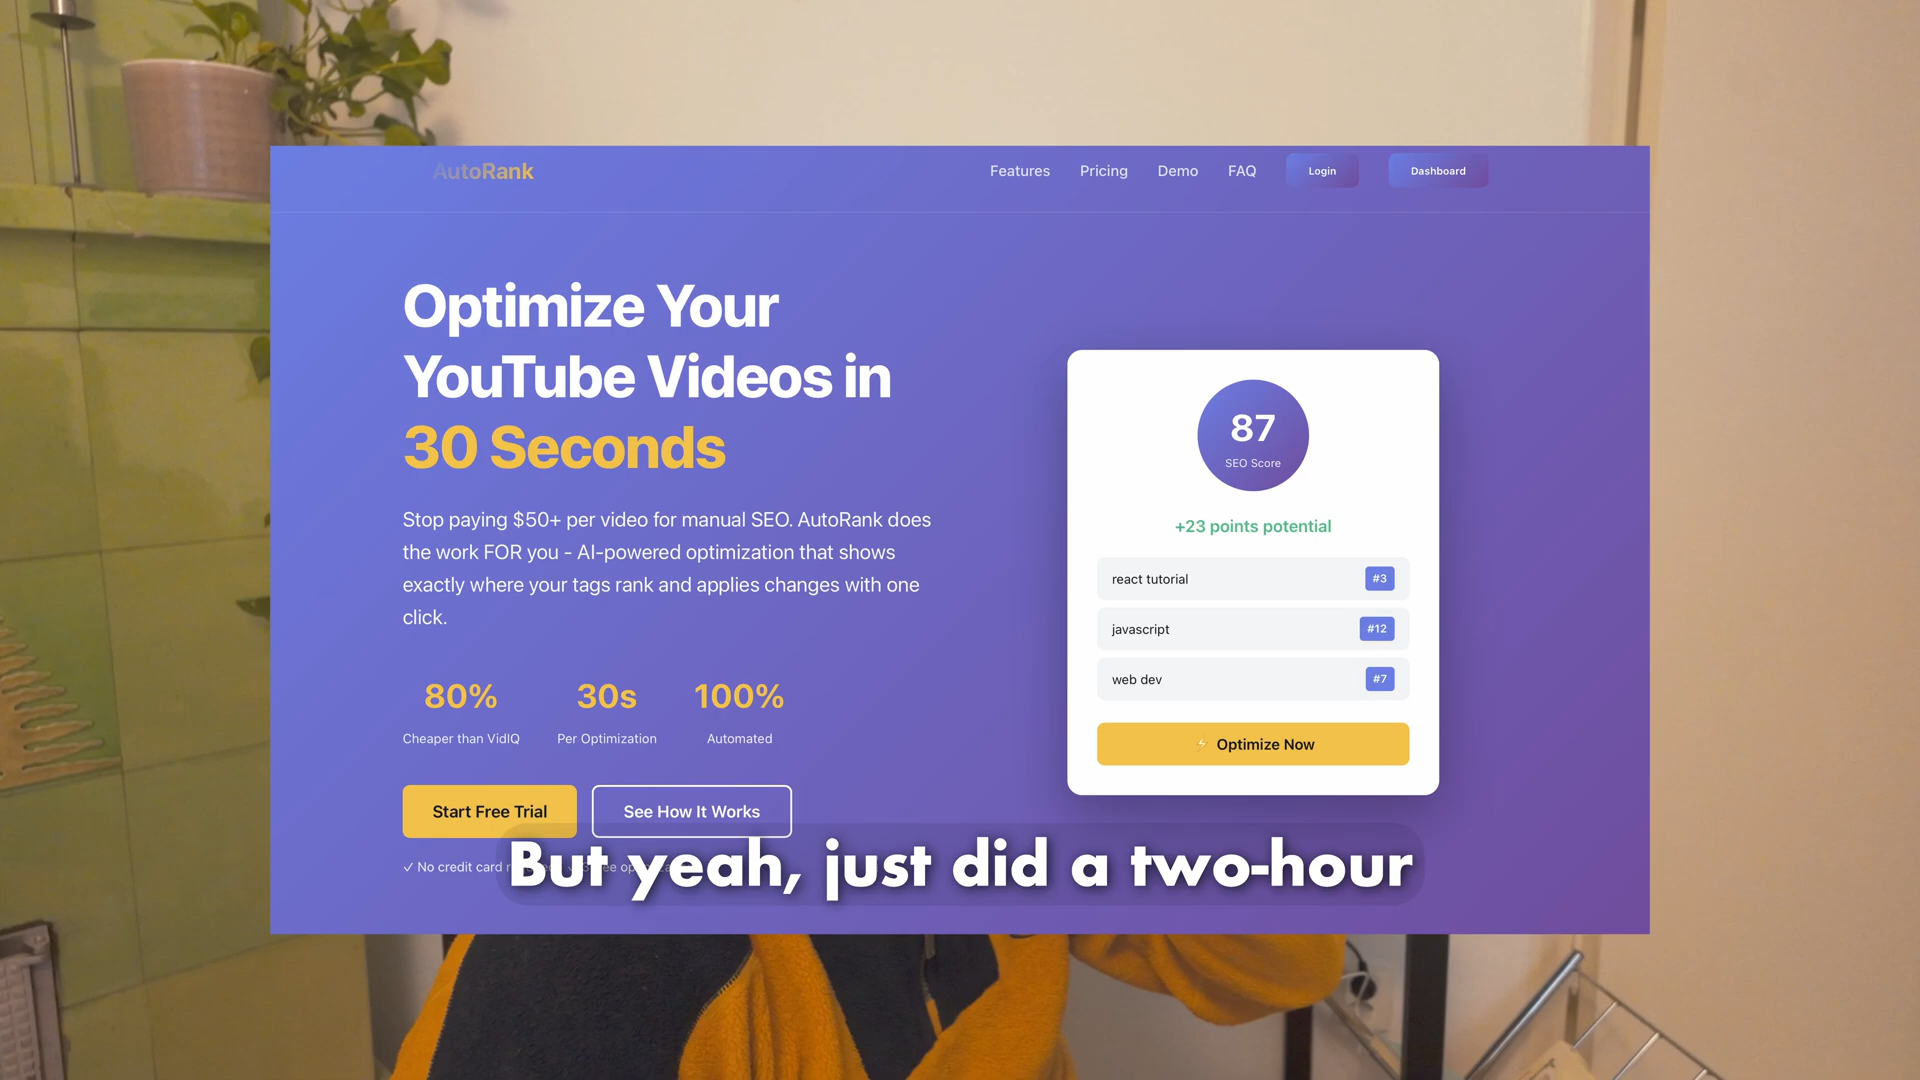 AutoRank
Features Pricing Demo FAQ Login Dashboard
Optimize Your
YouTube Videos in
30 Seconds
Stop paying $50+ per video for manual SEO. AutoRank does
the work FOR you - AI-powered optimization that shows
exactly where your tags rank and applies changes with one
click.
80% 30s 100%
Cheaper than VidIQ Per Optimization Automated
Start Free Trial See How It Works
✓ No credit card
87
SEO Score
+23 points potential
react tutorial #3
javascript #12
web dev #7
⚡ Optimize Now
But yeah, just did a two-hour